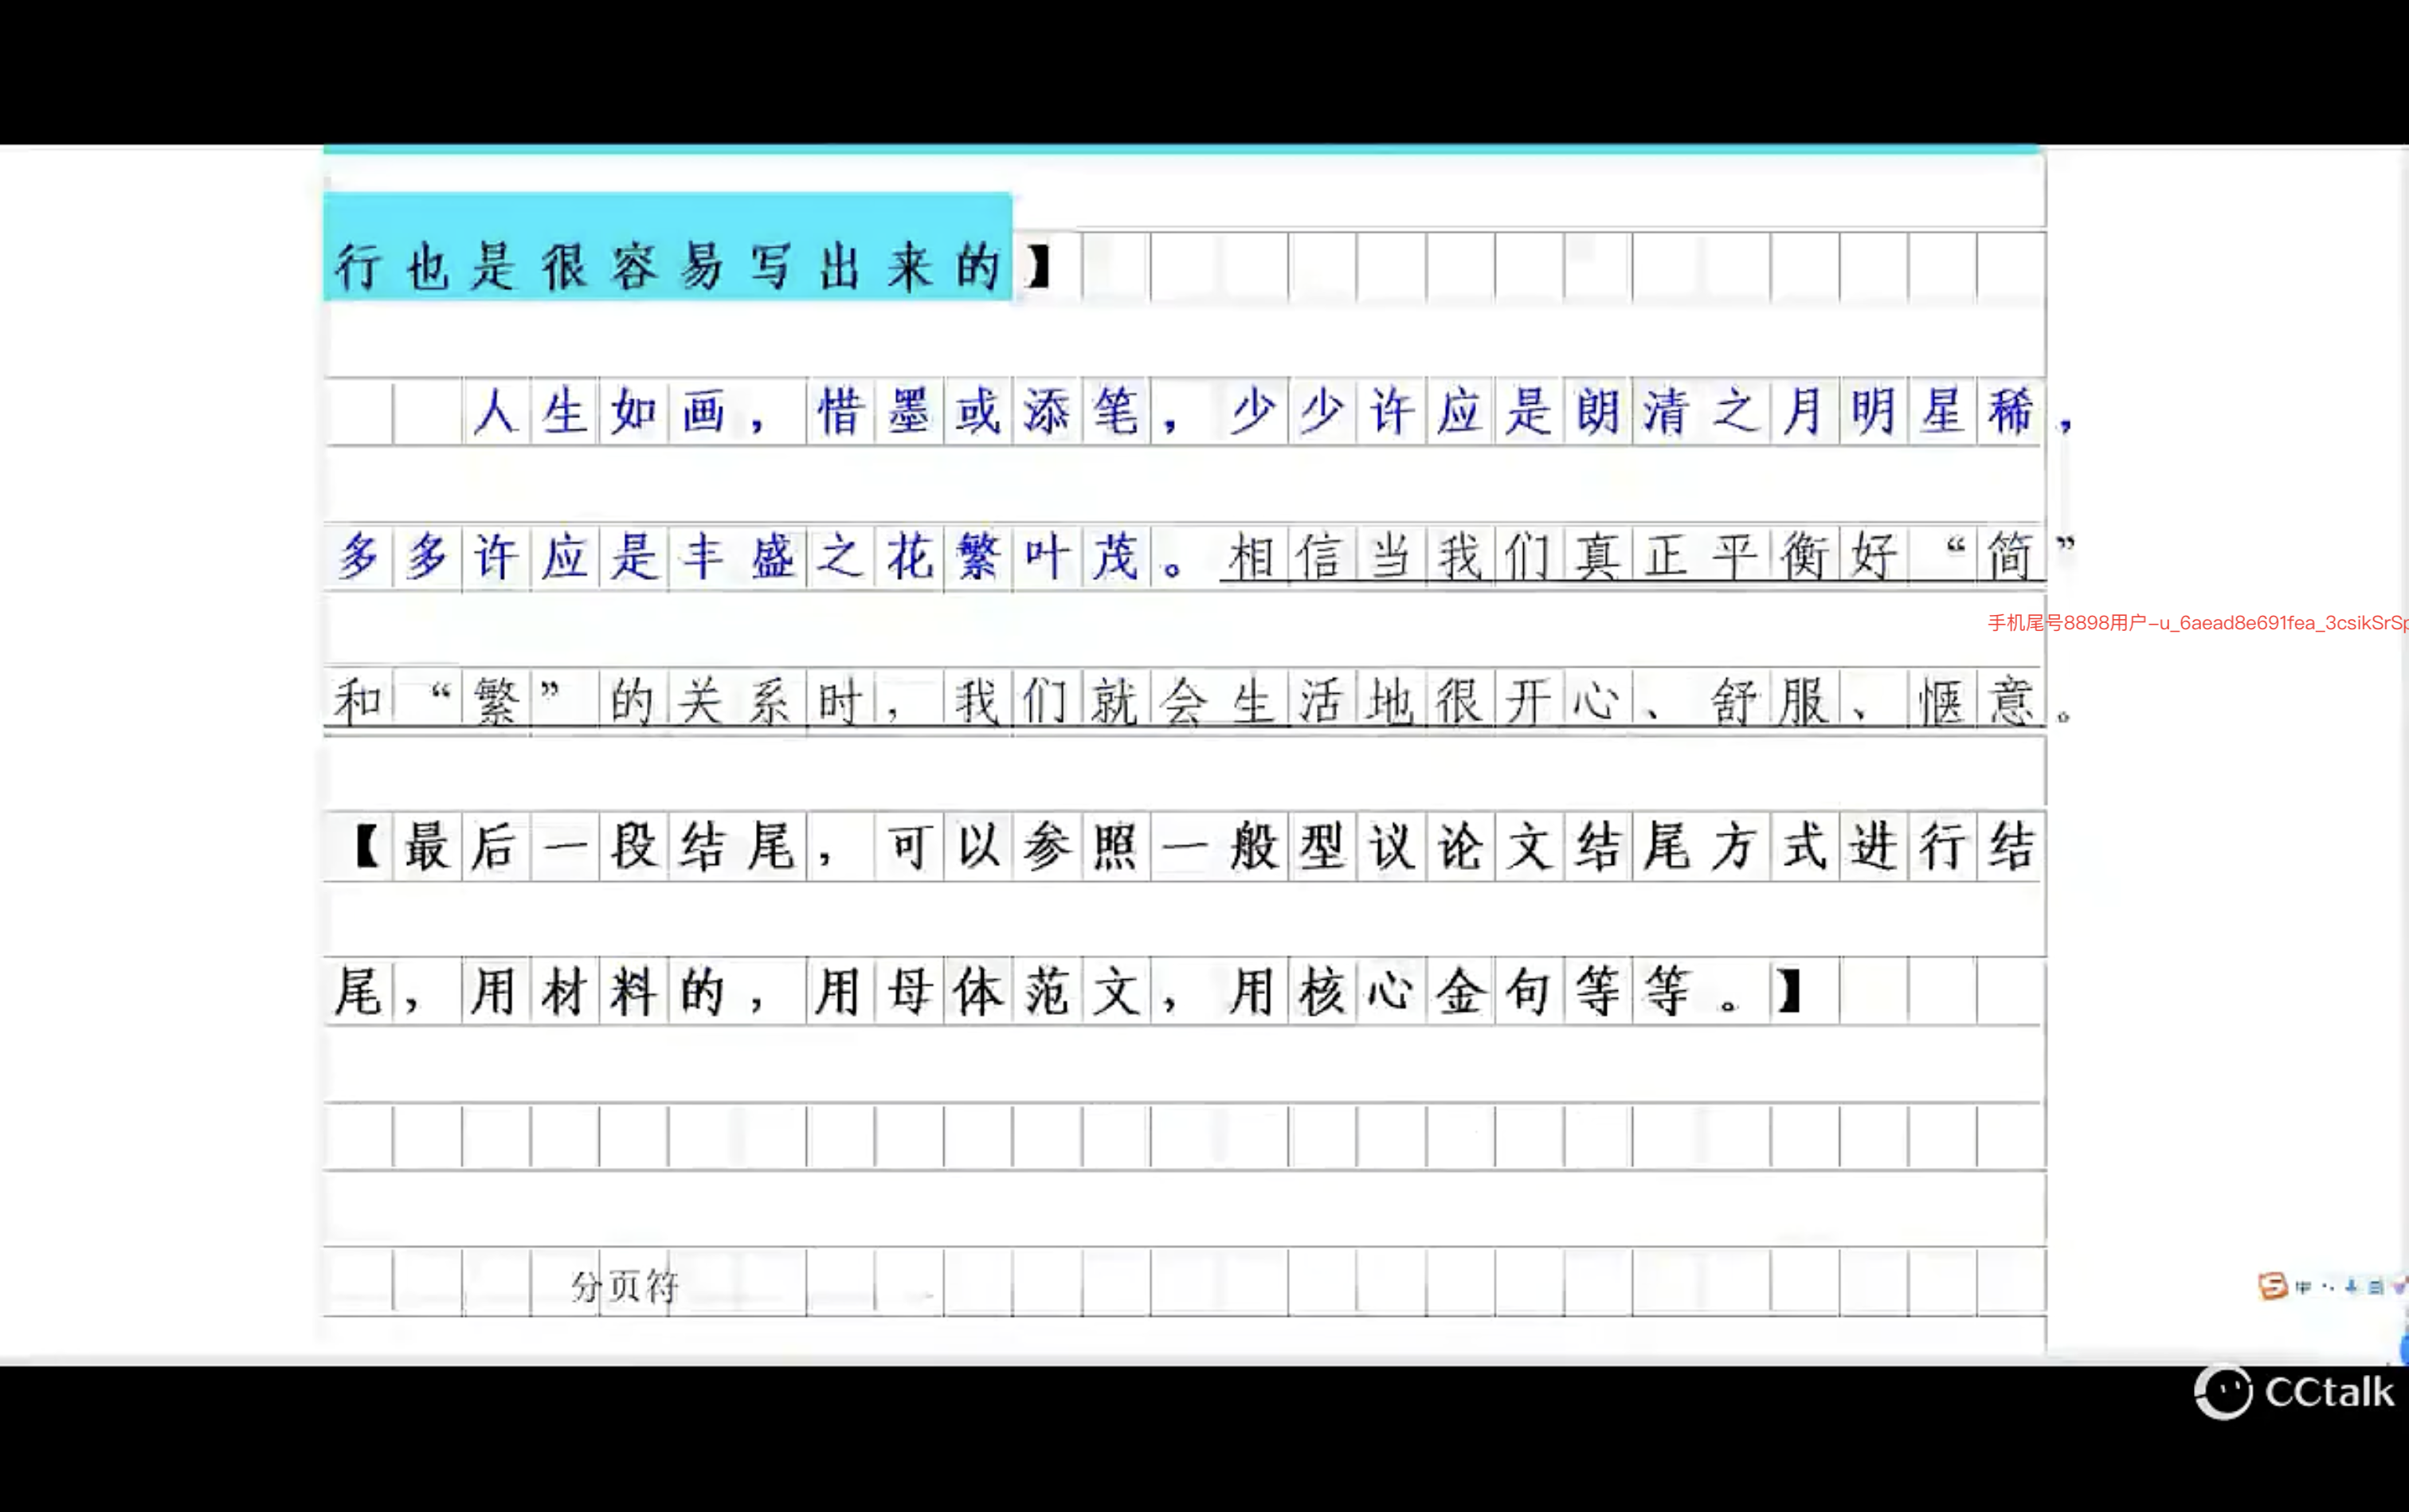 行也是很容易写出来的】
人生如画，惜墨或添笔，少少许应是朗清之月明星稀，
多多许应是丰盛之花繁叶茂。相信当我们真正平衡好“简”
手机尾号8898用户-u_6aead8e691fea_3csikSrSp
和“繁”的关系时，我们就会生活地很开心、舒服、惬意。
【最后一段结尾，可以参照一般型议论文结尾方式进行结
尾，用材料的，用母体范文，用核心金句等等。】
分页符
中
CCtalk